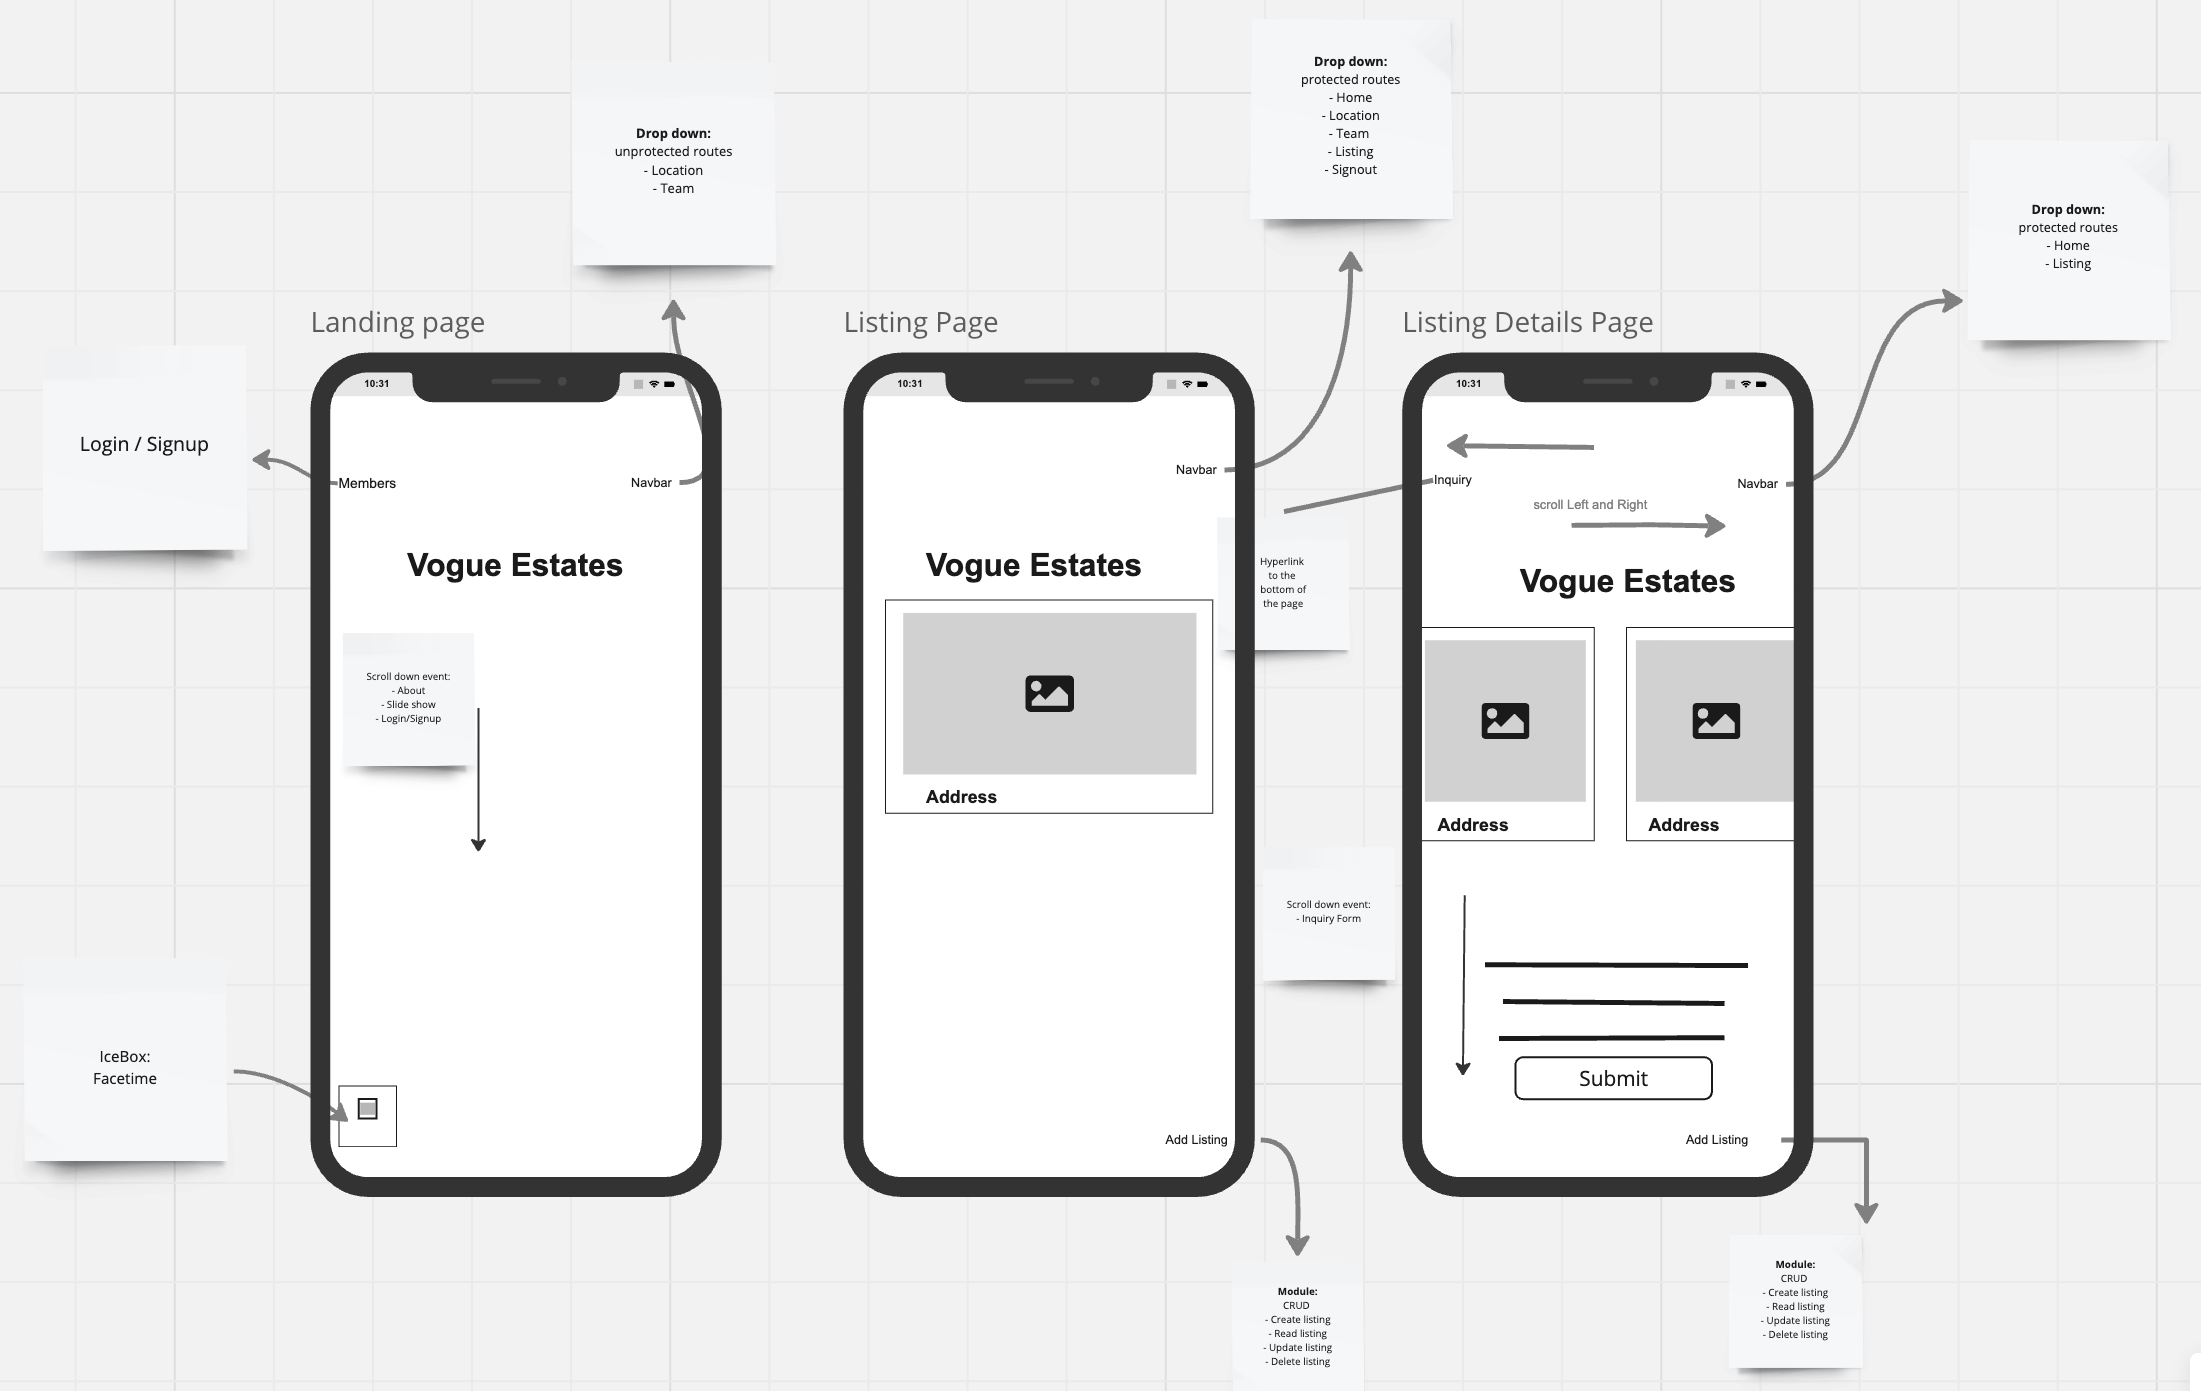 Drop down:
protected routes
- Home
- Location
- Team
- Listing
- Signout
Drop down:
unprotected routes
- Location
- Team
Drop down:
protected routes
- Home
- Listing
Landing page
Listing Page
Listing Details Page
10:31
10:31
10:31
Login / Signup
Members
Navbar
Navbar
Inquiry
Navbar
scroll Left and Right
Vogue Estates
Vogue Estates
Vogue Estates
Hyperlink
to the
bottom of
the page
Scroll down event:
- About
- Slide show
- Login/Signup
Address
Address
Address
Scroll down event:
- Inquiry Form
IceBox:
Facetime
Submit
Add Listing
Add Listing
Module:
CRUD
- Create listing
- Read listing
- Update listing
- Delete listing
Module:
CRUD
- Create listing
- Read listing
- Update listing
- Delete listing